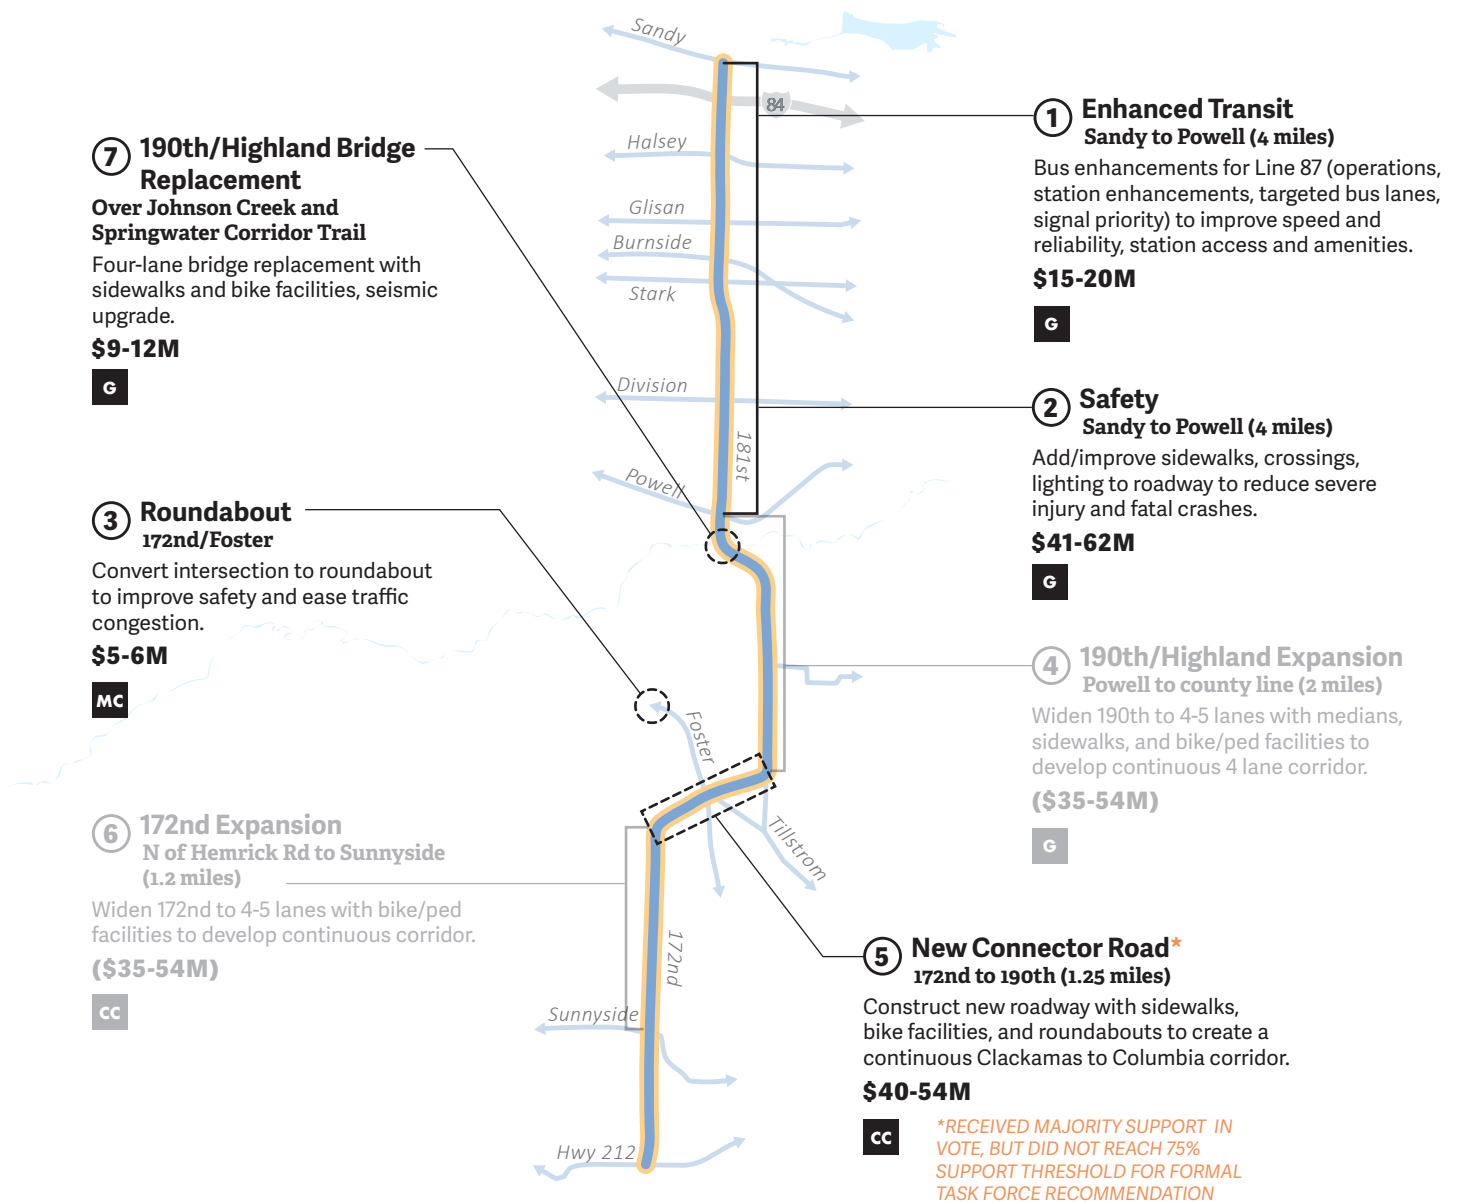 Sandy
84
Halsey
Glisan
Burnside
Stark
Division
181st
Powell
Foster
Tillstrom
172nd
Sunnyside
Hwy 212
1 Enhanced Transit
Sandy to Powell (4 miles)
Bus enhancements for Line 87 (operations,
station enhancements, targeted bus lanes,
signal priority) to improve speed and
reliability, station access and amenities.
$15-20M
G
2 Safety
Sandy to Powell (4 miles)
Add/improve sidewalks, crossings,
lighting to roadway to reduce severe
injury and fatal crashes.
$41-62M
G
3 Roundabout
172nd/Foster
Convert intersection to roundabout
to improve safety and ease traffic
congestion.
$5-6M
MC
4 190th/Highland Expansion
Powell to county line (2 miles)
Widen 190th to 4-5 lanes with medians,
sidewalks, and bike/ped facilities to
develop continuous 4 lane corridor.
($35-54M)
G
5 New Connector Road*
172nd to 190th (1.25 miles)
Construct new roadway with sidewalks,
bike facilities, and roundabouts to create a
continuous Clackamas to Columbia corridor.
$40-54M
CC
*RECEIVED MAJORITY SUPPORT IN
VOTE, BUT DID NOT REACH 75%
SUPPORT THRESHOLD FOR FORMAL
TASK FORCE RECOMMENDATION
6 172nd Expansion
N of Hemrick Rd to Sunnyside
(1.2 miles)
Widen 172nd to 4-5 lanes with bike/ped
facilities to develop continuous corridor.
($35-54M)
CC
7 190th/Highland Bridge
Replacement
Over Johnson Creek and
Springwater Corridor Trail
Four-lane bridge replacement with
sidewalks and bike facilities, seismic
upgrade.
$9-12M
G